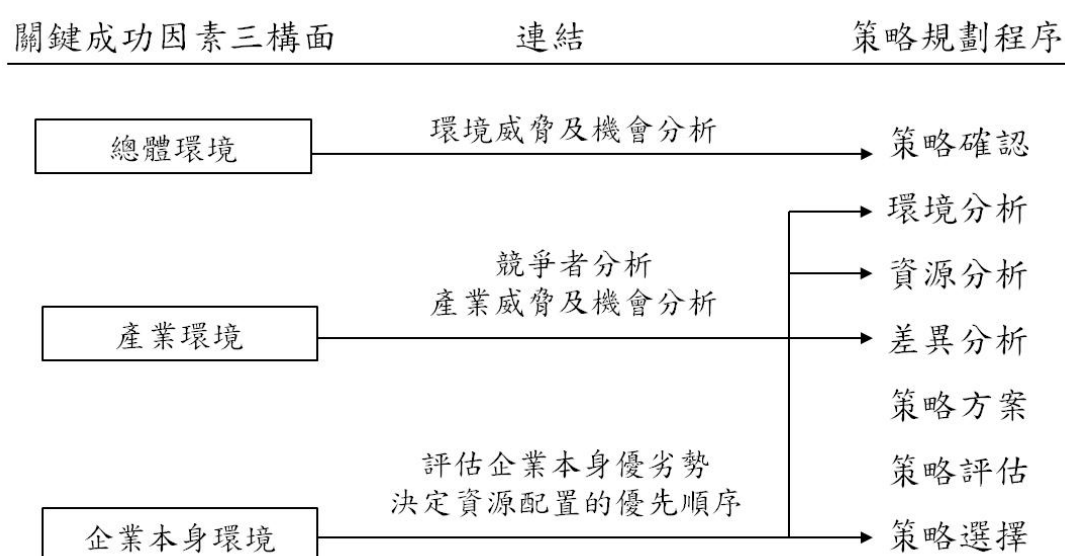 關鍵成功因素三構面 連結 策略規劃程序
總體環境 環境威脅及機會分析 策略確認
環境分析
競爭者分析 資源分析
產業威脅及機會分析
產業環境 差異分析
策略方案
評估企業本身優劣勢 策略評估
決定資源配置的優先順序
企業本身環境 策略選擇